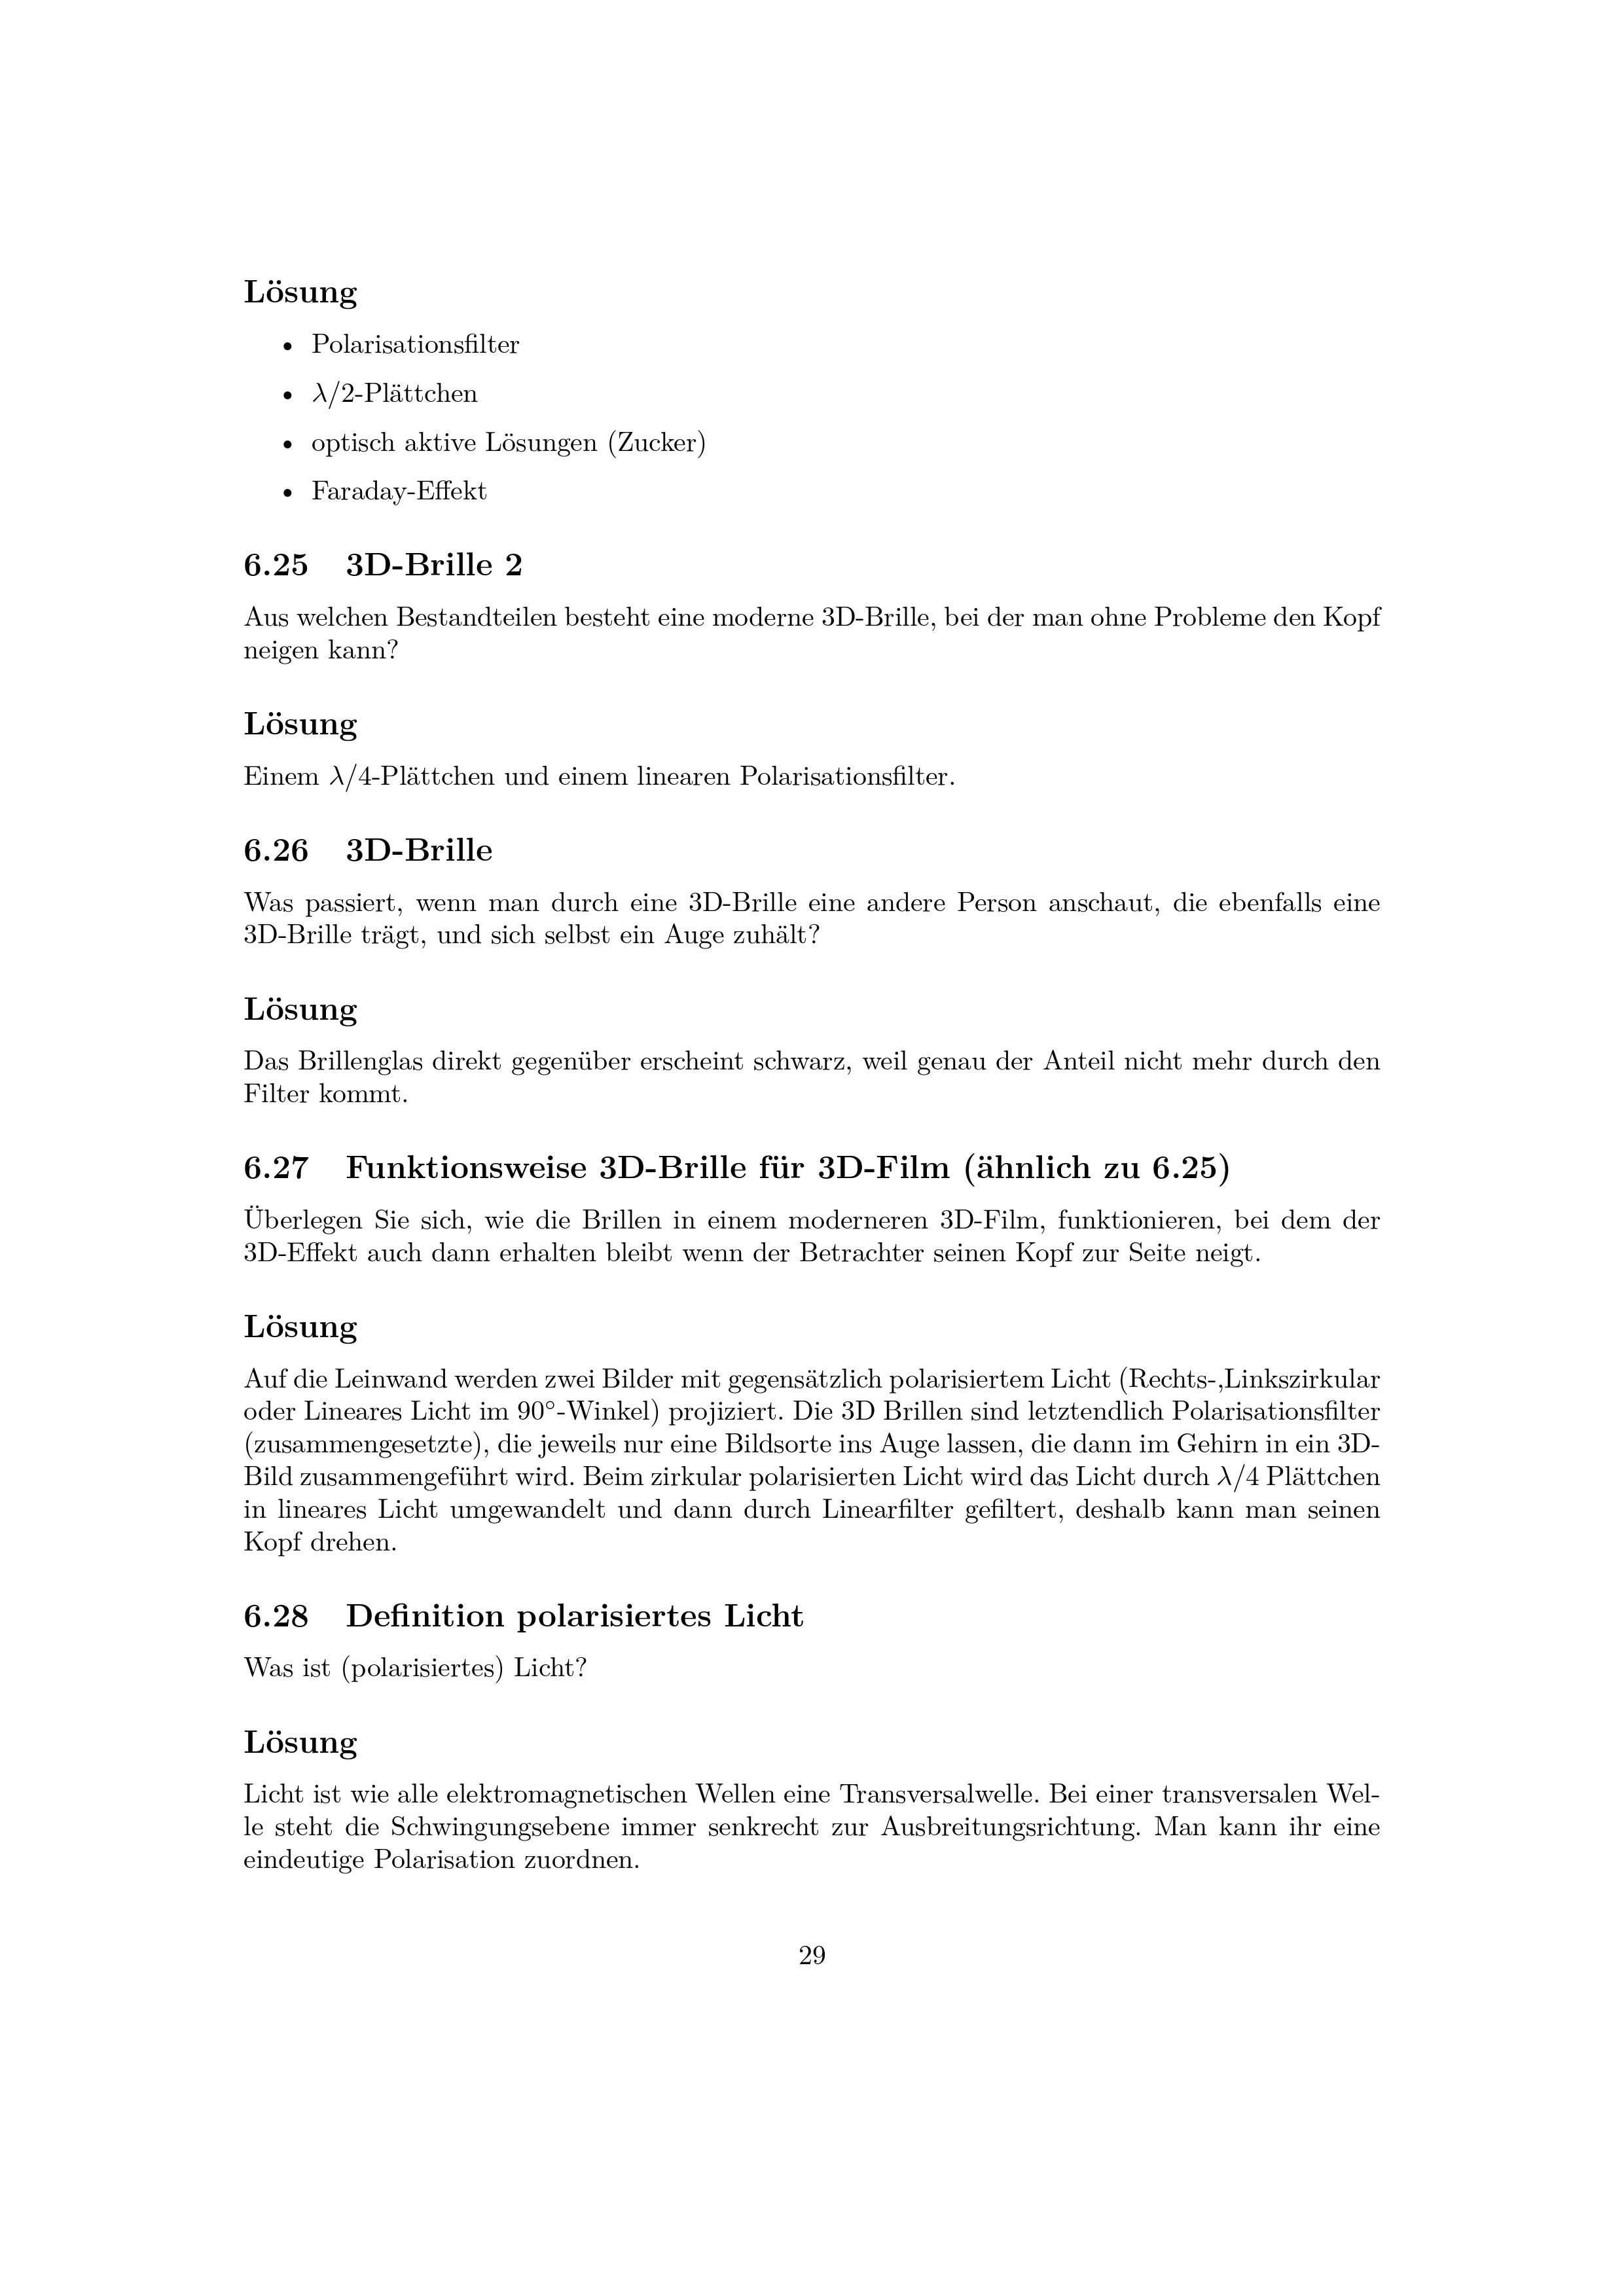 Lösung
• Polarisationsfilter
• λ/2-Plättchen
• optisch aktive Lösungen (Zucker)
• Faraday-Effekt
6.25 3D-Brille 2
Aus welchen Bestandteilen besteht eine moderne 3D-Brille, bei der man ohne Probleme den Kopf
neigen kann?
Lösung
Einem λ/4-Plättchen und einem linearen Polarisationsfilter.
6.26 3D-Brille
Was passiert, wenn man durch eine 3D-Brille eine andere Person anschaut, die ebenfalls eine
3D-Brille trägt, und sich selbst ein Auge zuhält?
Lösung
Das Brillenglas direkt gegenüber erscheint schwarz, weil genau der Anteil nicht mehr durch den
Filter kommt.
6.27 Funktionsweise 3D-Brille für 3D-Film (ähnlich zu 6.25)
Überlegen Sie sich, wie die Brillen in einem moderneren 3D-Film, funktionieren, bei dem der
3D-Effekt auch dann erhalten bleibt wenn der Betrachter seinen Kopf zur Seite neigt.
Lösung
Auf die Leinwand werden zwei Bilder mit gegensätzlich polarisiertem Licht (Rechts-,Linkszirkular
oder Lineares Licht im 90°-Winkel) projiziert. Die 3D Brillen sind letztendlich Polarisationsfilter
(zusammengesetzte), die jeweils nur eine Bildsorte ins Auge lassen, die dann im Gehirn in ein 3D-
Bild zusammengeführt wird. Beim zirkular polarisierten Licht wird das Licht durch λ/4 Plättchen
in lineares Licht umgewandelt und dann durch Linearfilter gefiltert, deshalb kann man seinen
Kopf drehen.
6.28 Definition polarisiertes Licht
Was ist (polarisiertes) Licht?
Lösung
Licht ist wie alle elektromagnetischen Wellen eine Transversalwelle. Bei einer transversalen Wel-
le steht die Schwingungsebene immer senkrecht zur Ausbreitungsrichtung. Man kann ihr eine
eindeutige Polarisation zuordnen.
29